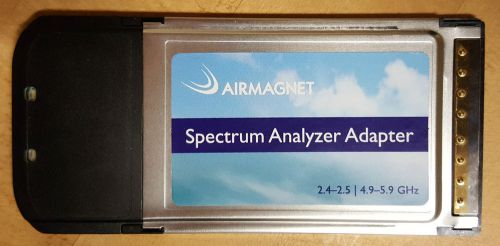 AIRMAGNET
Spectrum Analyzer Adapter
2.4–2.5 | 4.9–5.9 GHz